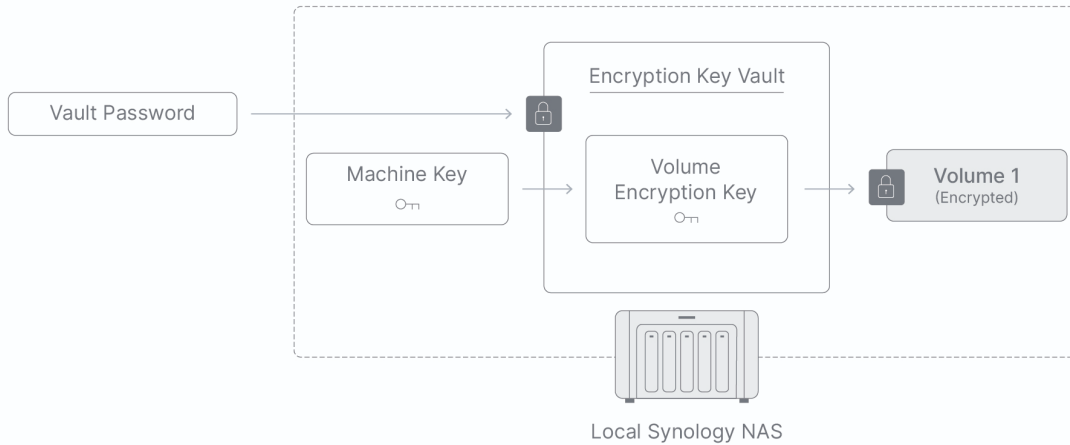 Encryption Key Vault
Vault Password
Machine Key
Volume
Encryption Key
Volume 1
(Encrypted)
Local Synology NAS